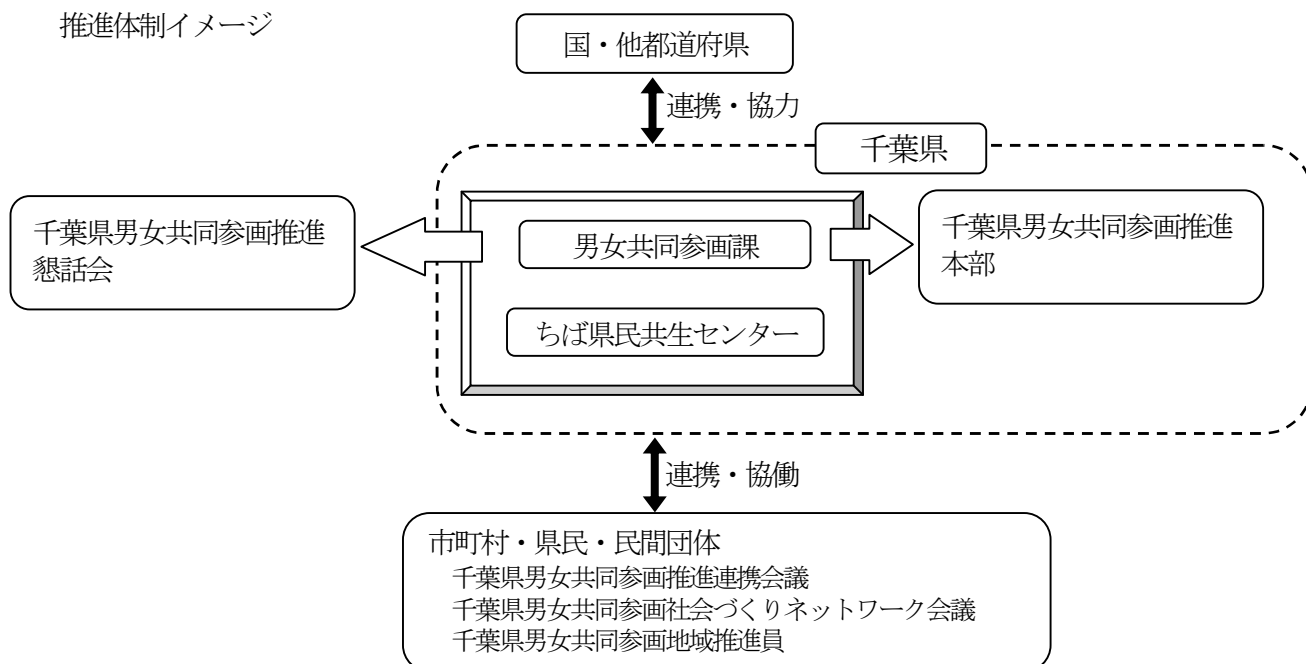 推進体制イメージ
国・他都道府県
連携・協力
千葉県
千葉県男女共同参画推進
懇話会
男女共同参画課
ちば県民共生センター
千葉県男女共同参画推進
本部
連携・協働
市町村・県民・民間団体
千葉県男女共同参画推進連携会議
千葉県男女共同参画社会づくりネットワーク会議
千葉県男女共同参画地域推進員